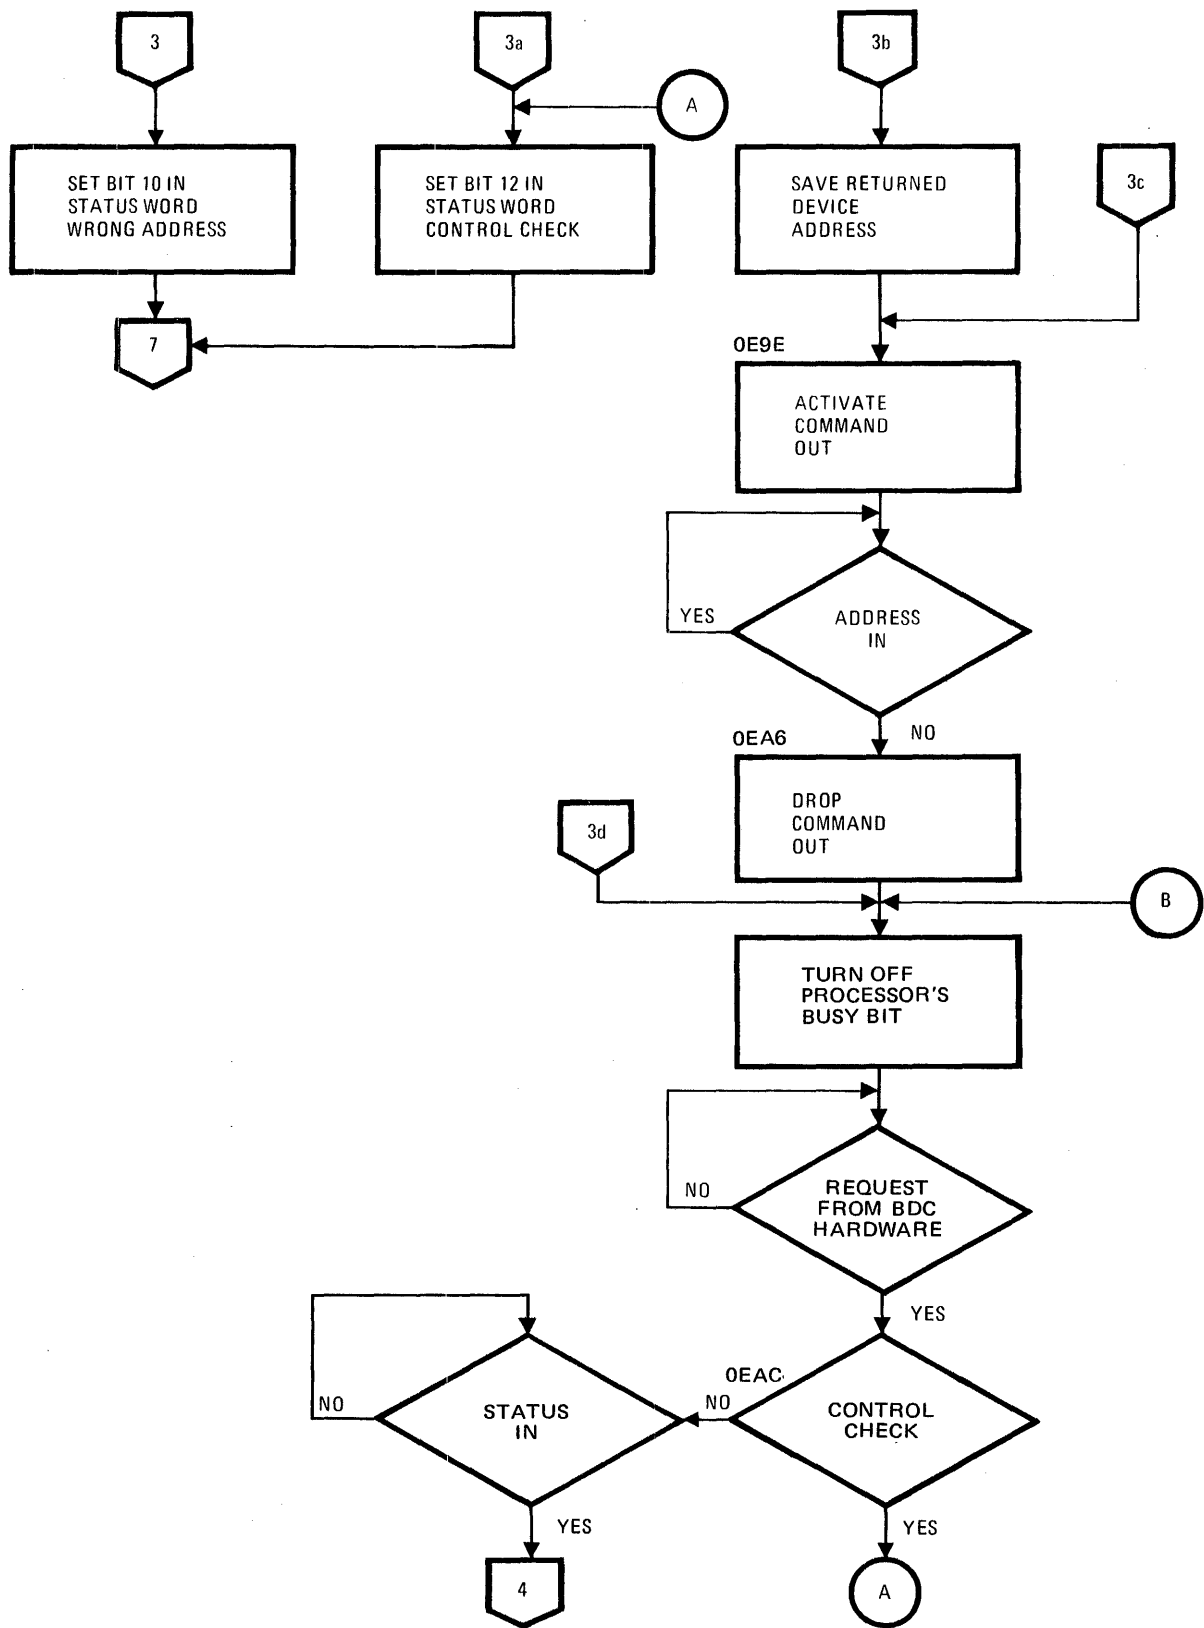 3
3a
3b
A
3c
SET BIT 10 IN
STATUS WORD
WRONG ADDRESS
SET BIT 12 IN
STATUS WORD
CONTROL CHECK
SAVE RETURNED
DEVICE
ADDRESS
7
0E9E
ACTIVATE
COMMAND
OUT
YES
ADDRESS
IN
NO
0EA6
DROP
COMMAND
OUT
3d
B
TURN OFF
PROCESSOR'S
BUSY BIT
NO
REQUEST
FROM BDC
HARDWARE
YES
0EAC
NO
STATUS
IN
NO
CONTROL
CHECK
YES
YES
4
A